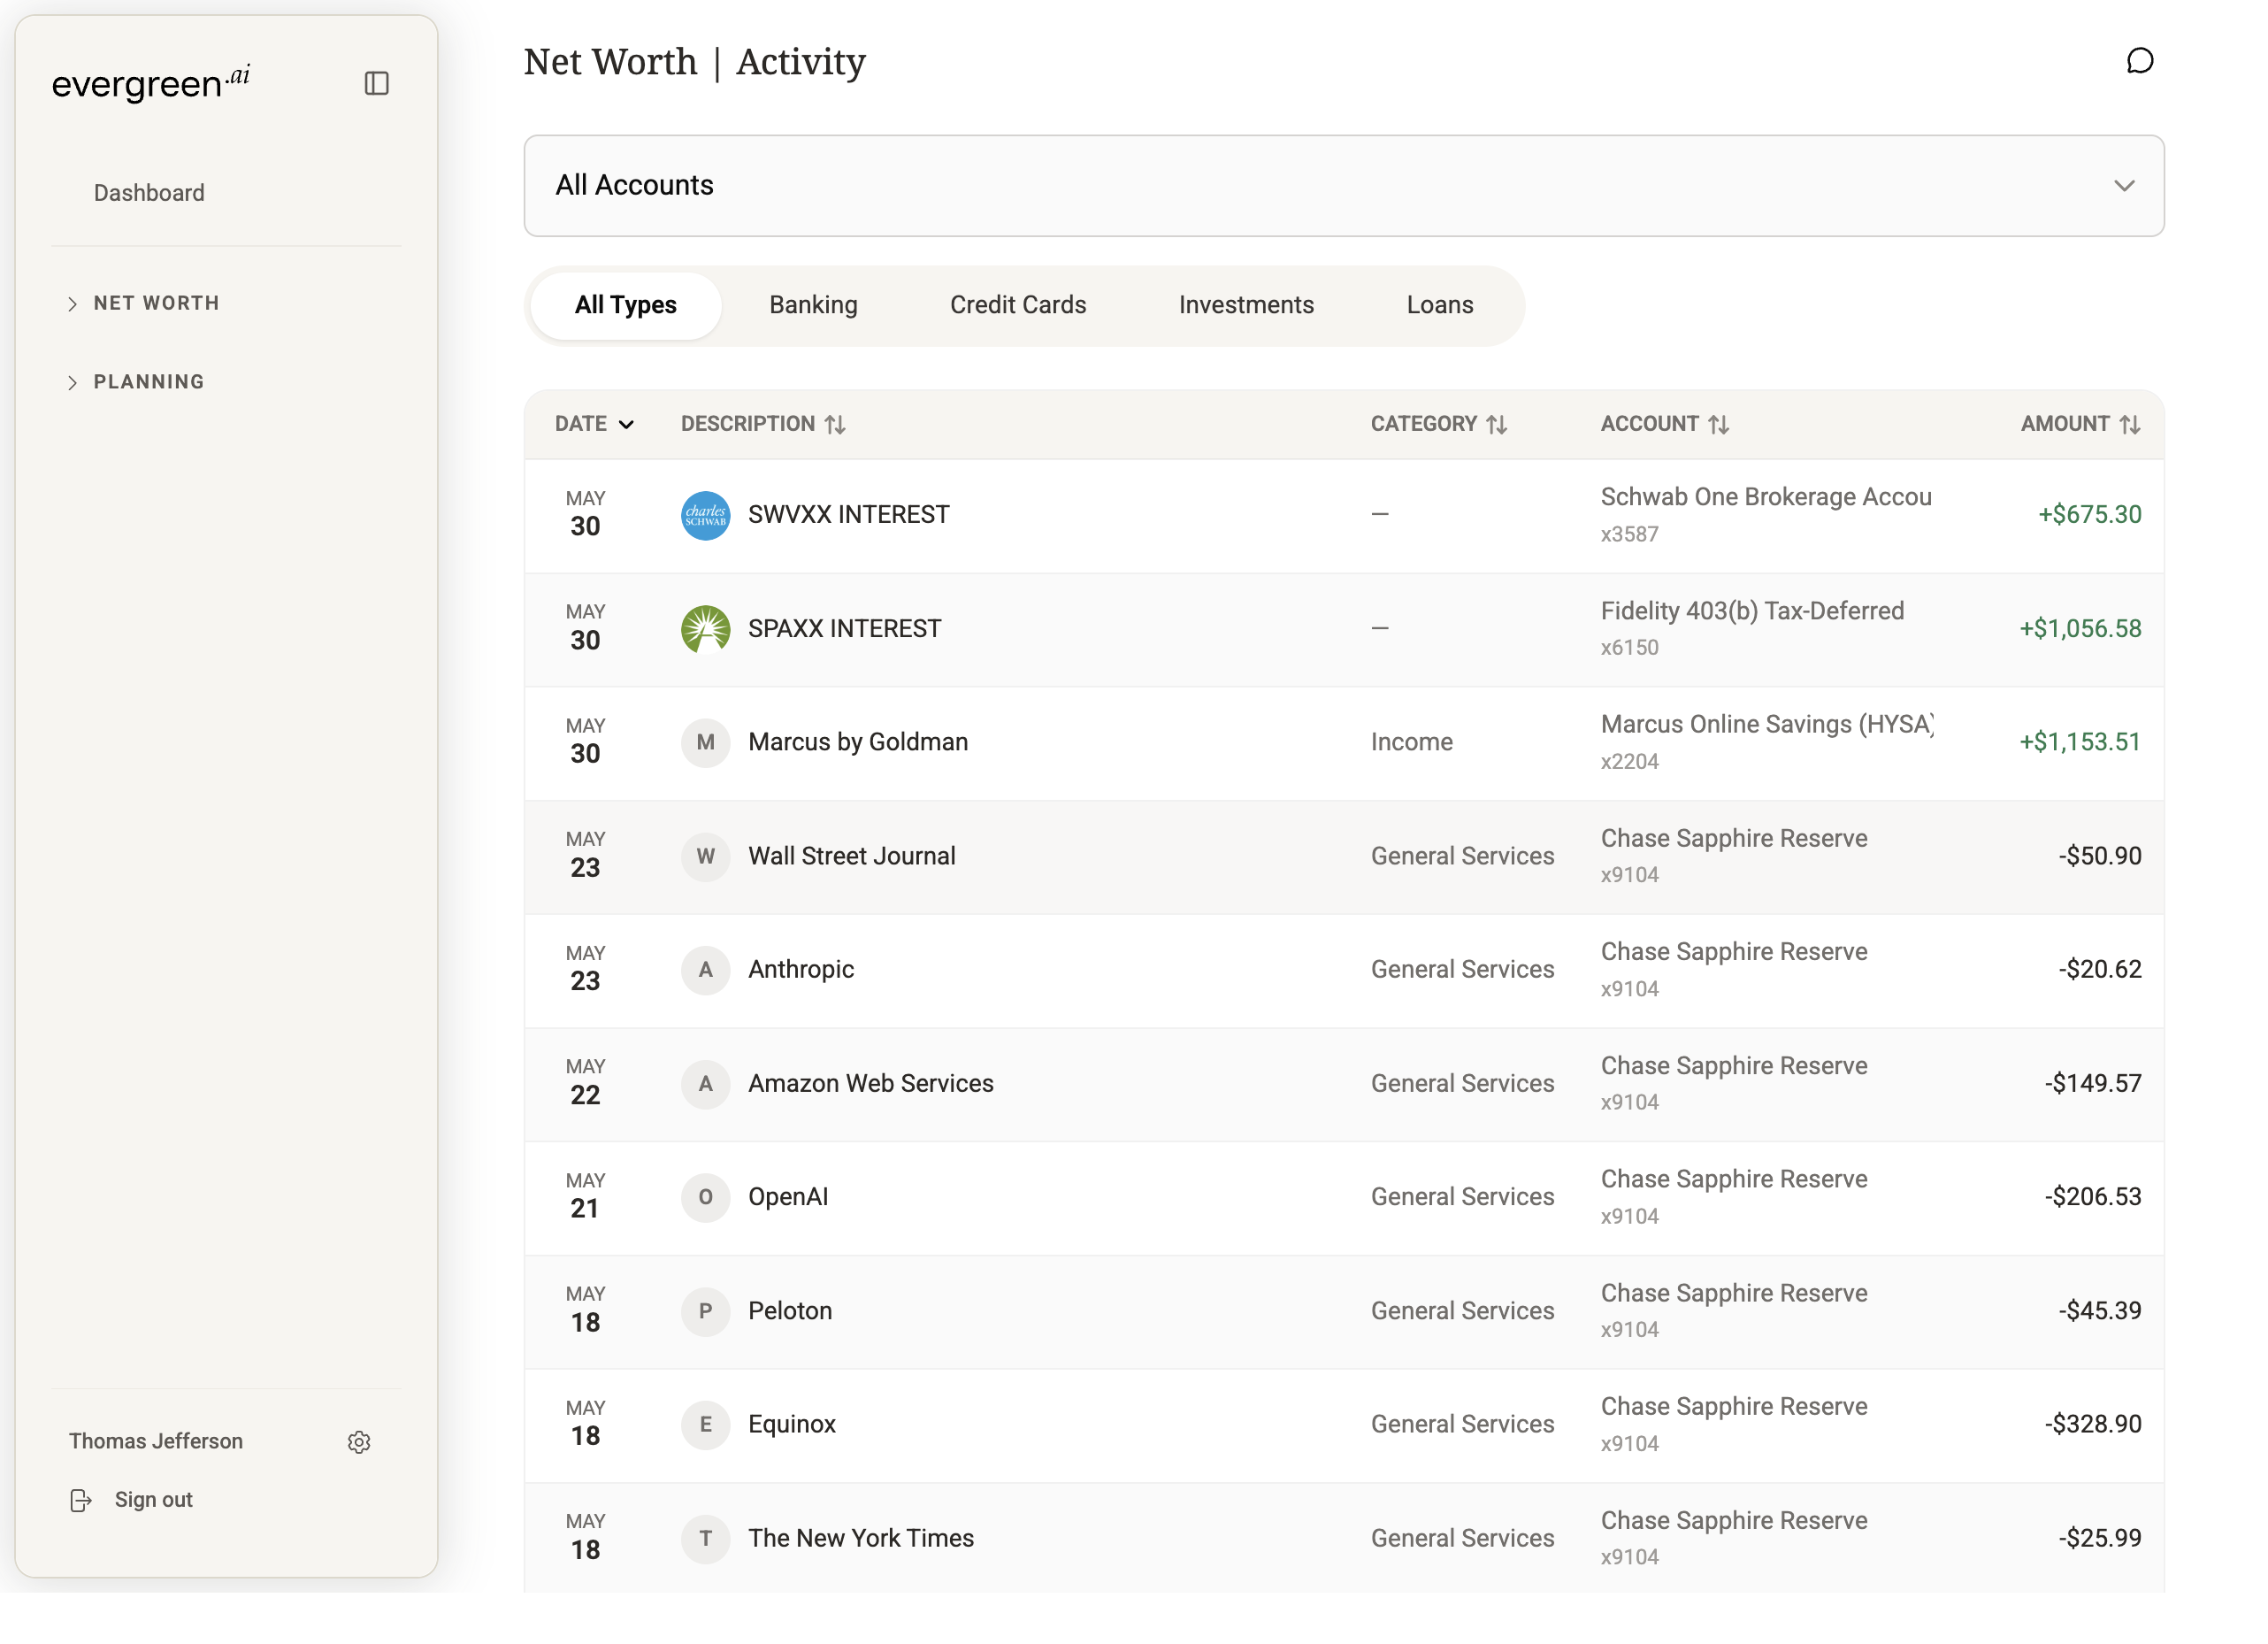 evergreen.ai
Dashboard
NET WORTH
PLANNING
Thomas Jefferson
Sign out
Net Worth | Activity
All Accounts
All Types Banking Credit Cards Investments Loans
DATE DESCRIPTION CATEGORY ACCOUNT AMOUNT
MAY
30
charles
SCHWAB
SWVXX INTEREST
—
Schwab One Brokerage Accou
x3587
+$675.30
MAY
30
SPAXX INTEREST
—
Fidelity 403(b) Tax-Deferred
x6150
+$1,056.58
MAY
30
M
Marcus by Goldman
Income
Marcus Online Savings (HYSA)
x2204
+$1,153.51
MAY
23
W
Wall Street Journal
General Services
Chase Sapphire Reserve
x9104
-$50.90
MAY
23
A
Anthropic
General Services
Chase Sapphire Reserve
x9104
-$20.62
MAY
22
A
Amazon Web Services
General Services
Chase Sapphire Reserve
x9104
-$149.57
MAY
21
O
OpenAI
General Services
Chase Sapphire Reserve
x9104
-$206.53
MAY
18
P
Peloton
General Services
Chase Sapphire Reserve
x9104
-$45.39
MAY
18
E
Equinox
General Services
Chase Sapphire Reserve
x9104
-$328.90
MAY
18
T
The New York Times
General Services
Chase Sapphire Reserve
x9104
-$25.99